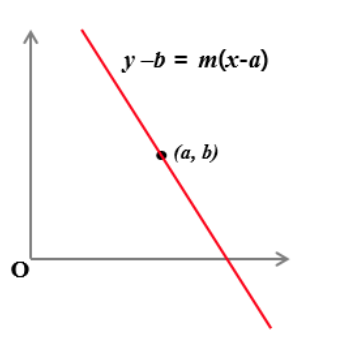 y –b = m(x-a)
(a, b)
O